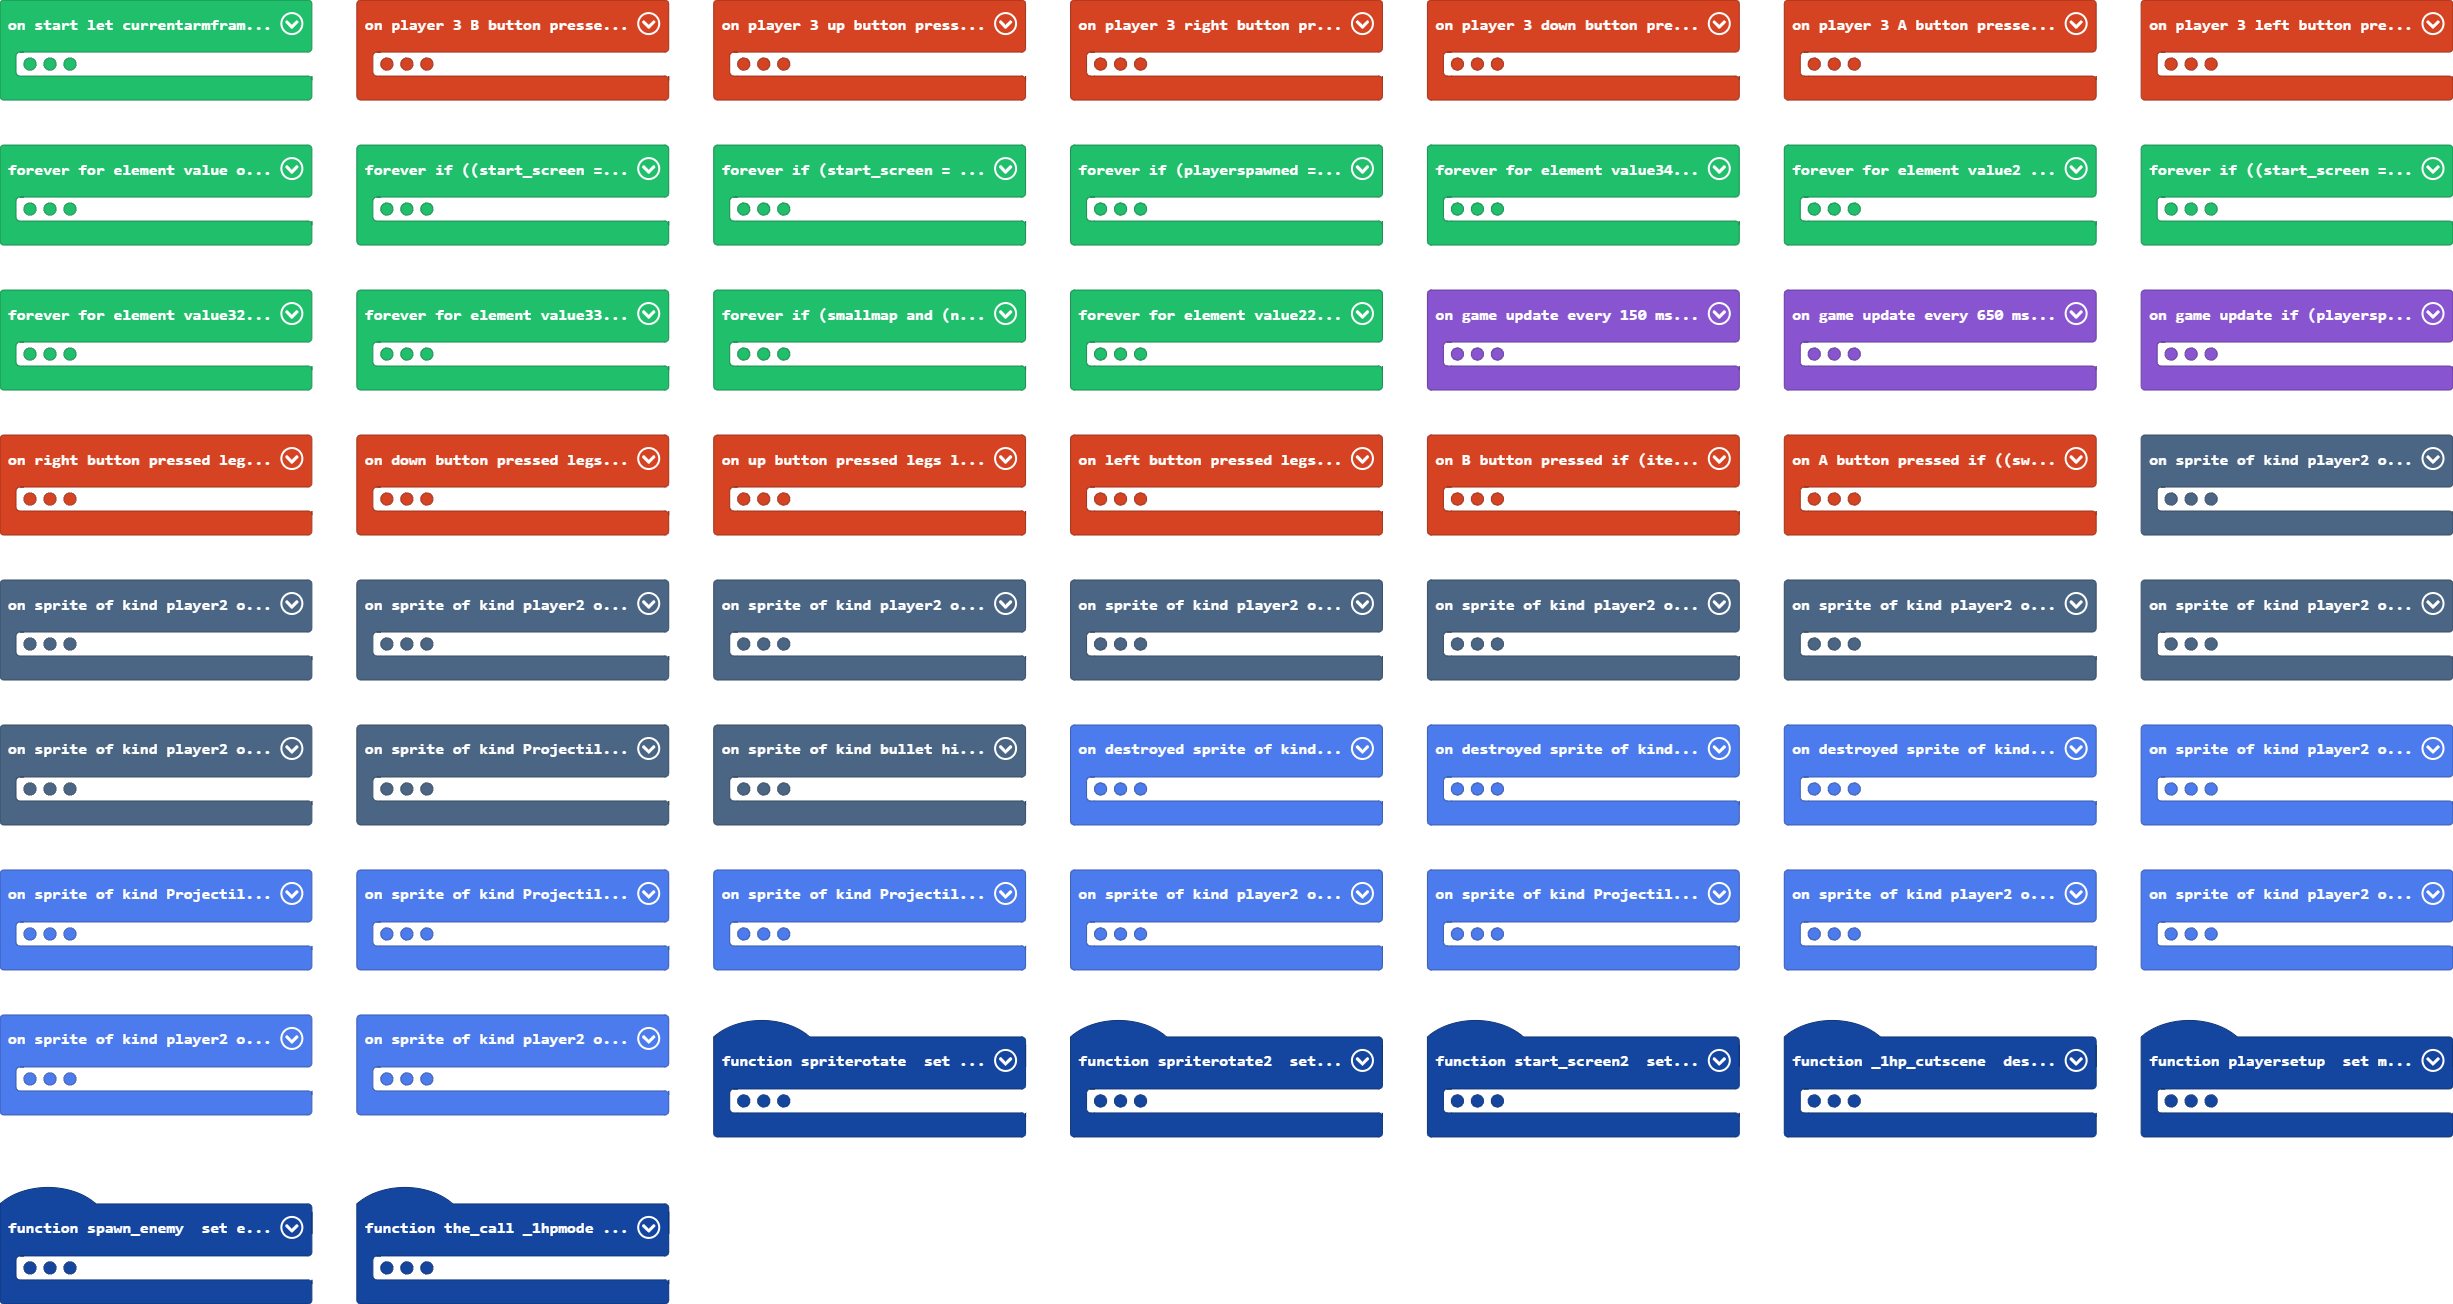 on start let currentarmfram...
on player 3 B button presse...
on player 3 up button press...
on player 3 right button pr...
on player 3 down button pre...
on player 3 A button presse...
on player 3 left button pre...
forever for element value o...
forever if ((start_screen =...
forever if (start_screen = ...
forever if (playerspawned =...
forever for element value34...
forever for element value2 ...
forever if ((start_screen =...
forever for element value32...
forever for element value33...
forever if (smallmap and (n...
forever for element value22...
on game update every 150 ms...
on game update every 650 ms...
on game update if (playersp...
on right button pressed leg...
on down button pressed legs...
on up button pressed legs l...
on left button pressed legs...
on B button pressed if (ite...
on A button pressed if ((sw...
on sprite of kind player2 o...
on sprite of kind player2 o...
on sprite of kind player2 o...
on sprite of kind player2 o...
on sprite of kind player2 o...
on sprite of kind player2 o...
on sprite of kind player2 o...
on sprite of kind player2 o...
on sprite of kind player2 o...
on sprite of kind Projectil...
on sprite of kind bullet hi...
on destroyed sprite of kind...
on destroyed sprite of kind...
on destroyed sprite of kind...
on sprite of kind player2 o...
on sprite of kind Projectil...
on sprite of kind Projectil...
on sprite of kind Projectil...
on sprite of kind player2 o...
on sprite of kind Projectil...
on sprite of kind player2 o...
on sprite of kind player2 o...
on sprite of kind player2 o...
on sprite of kind player2 o...
function spriterotate  set ...
function spriterotate2  set...
function start_screen2  set...
function _1hp_cutscene  des...
function playersetup  set m...
function spawn_enemy  set e...
function the_call _1hpmode ...